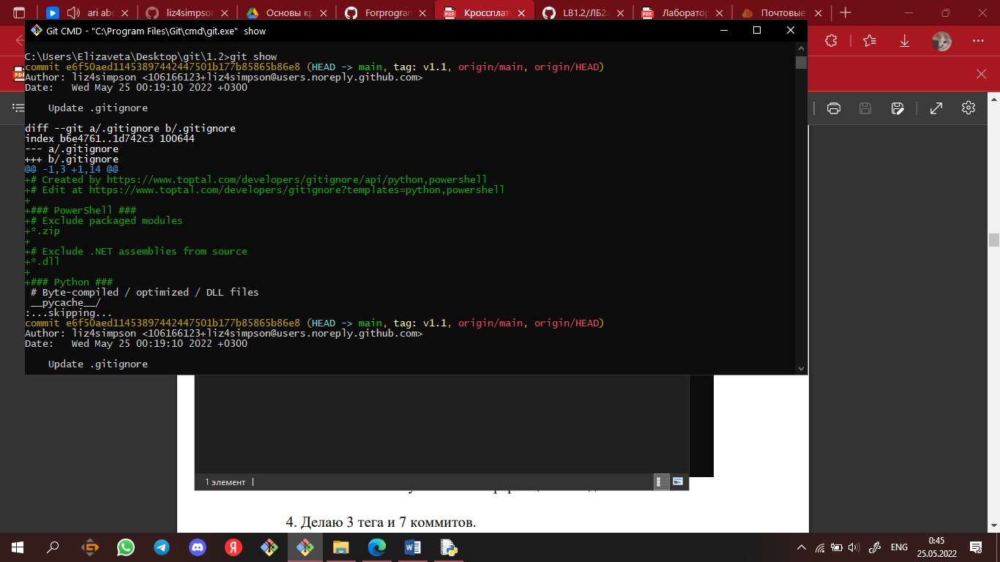 ari abc
liz4simpson
Основы кр
Forprogram
Кроссплат
LB1.2/ЛБ2.
Лаборатор
Почтовые
Git CMD - "C:\Program Files\Git\cmd\git.exe" show
C:\Users\Elizaveta\Desktop\git\1.2>git show
commit e6f50aed11453897442447501b177b85865b86e8 (HEAD -> main, tag: v1.1, origin/main, origin/HEAD)
Author: liz4simpson <106166123+liz4simpson@users.noreply.github.com>
Date:   Wed May 25 00:19:10 2022 +0300
Update .gitignore
diff --git a/.gitignore b/.gitignore
index b6e4761..1d742c3 100644
--- a/.gitignore
+++ b/.gitignore
@@ -1,3 +1,14 @@
+# Created by https://www.toptal.com/developers/gitignore/api/python,powershell
+# Edit at https://www.toptal.com/developers/gitignore?templates=python,powershell
+
+### PowerShell ###
+# Exclude packaged modules
+*.zip
+
+# Exclude .NET assemblies from source
+*.dll
+
+### Python ###
# Byte-compiled / optimized / DLL files
__pycache__/
:...skipping...
commit e6f50aed11453897442447501b177b85865b86e8 (HEAD -> main, tag: v1.1, origin/main, origin/HEAD)
Author: liz4simpson <106166123+liz4simpson@users.noreply.github.com>
Date:   Wed May 25 00:19:10 2022 +0300
Update .gitignore
1 элемент
4. Делаю 3 тега и 7 коммитов.
ENG
0:45
25.05.2022